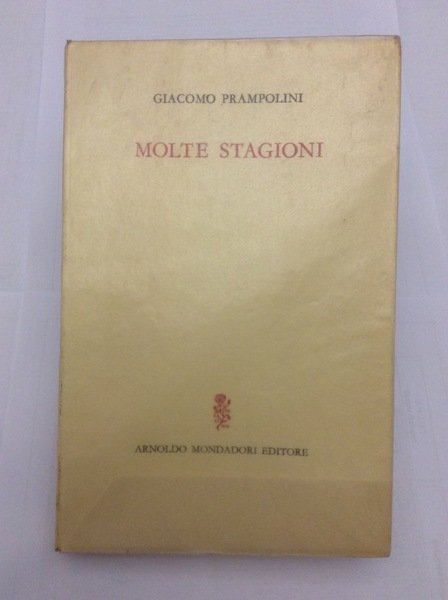 GIACOMO PRAMPOLINI
MOLTE STAGIONI
ARNOLDO MONDADORI EDITORE